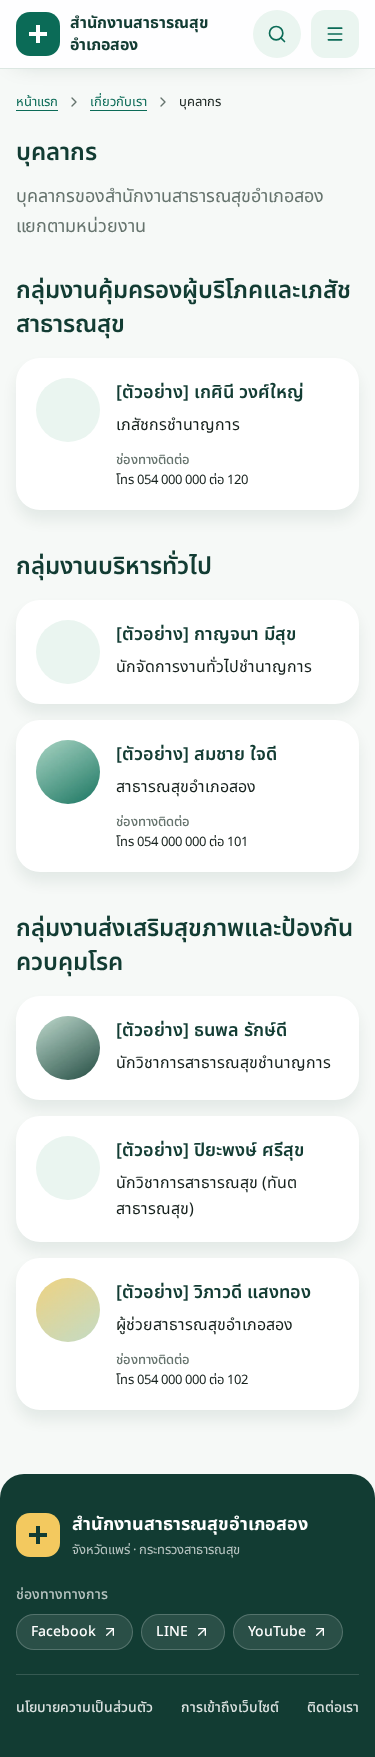 สำนักงานสาธารณสุข
อำเภอสอง
หน้าแรก > เกี่ยวกับเรา > บุคลากร
บุคลากร
บุคลากรของสำนักงานสาธารณสุขอำเภอสอง
แยกตามหน่วยงาน
กลุ่มงานคุ้มครองผู้บริโภคและเภสัช
สาธารณสุข
[ตัวอย่าง] เกศินี วงศ์ใหญ่
เภสัชกรชำนาญการ
ช่องทางติดต่อ
โทร 054 000 000 ต่อ 120
กลุ่มงานบริหารทั่วไป
[ตัวอย่าง] กาญจนา มีสุข
นักจัดการงานทั่วไปชำนาญการ
[ตัวอย่าง] สมชาย ใจดี
สาธารณสุขอำเภอสอง
ช่องทางติดต่อ
โทร 054 000 000 ต่อ 101
กลุ่มงานส่งเสริมสุขภาพและป้องกัน
ควบคุมโรค
[ตัวอย่าง] ธนพล รักษ์ดี
นักวิชาการสาธารณสุขชำนาญการ
[ตัวอย่าง] ปิยะพงษ์ ศรีสุข
นักวิชาการสาธารณสุข (ทันต
สาธารณสุข)
[ตัวอย่าง] วิภาวดี แสงทอง
ผู้ช่วยสาธารณสุขอำเภอสอง
ช่องทางติดต่อ
โทร 054 000 000 ต่อ 102
สำนักงานสาธารณสุขอำเภอสอง
จังหวัดแพร่ · กระทรวงสาธารณสุข
ช่องทางทางการ
Facebook LINE YouTube
นโยบายความเป็นส่วนตัว การเข้าถึงเว็บไซต์ ติดต่อเรา